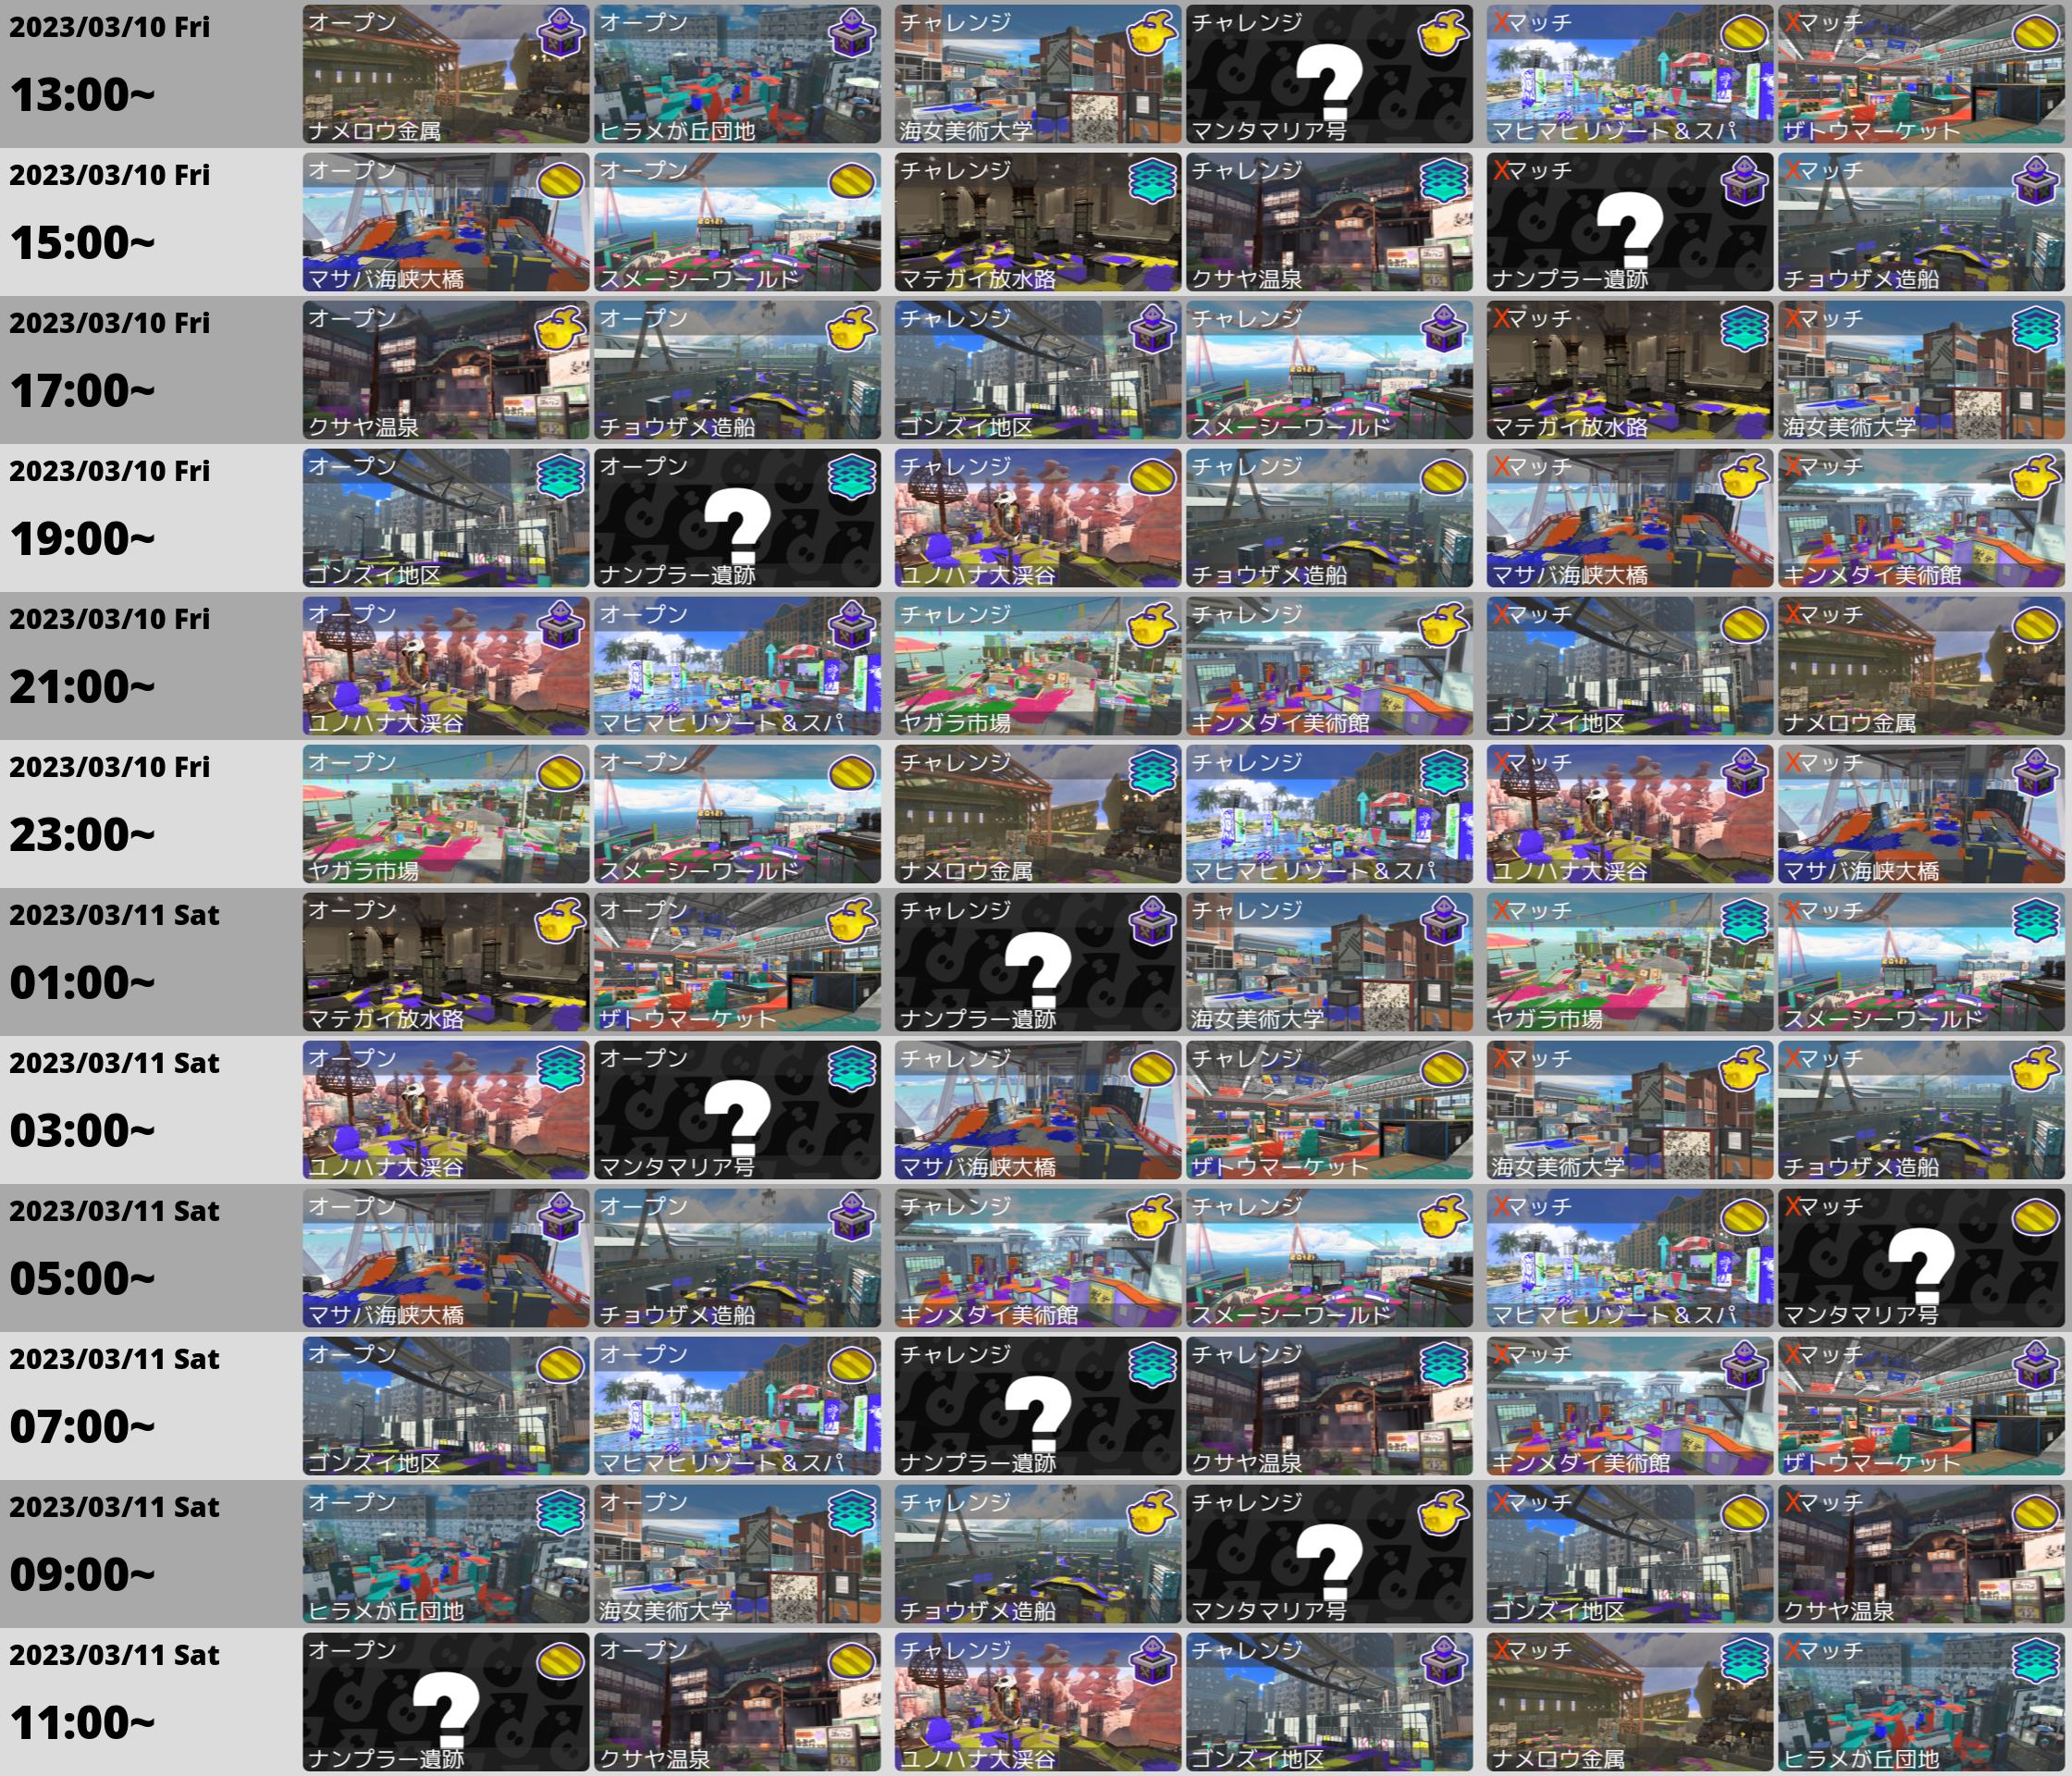 2023/03/10 Fri
13:00~
オープン
ナメロウ金属
オープン
ヒラメが丘団地
チャレンジ
海女美術大学
チャレンジ
マンタマリア号
Xマッチ
マヒマヒリゾート＆スパ
Xマッチ
ザトウマーケット
2023/03/10 Fri
15:00~
オープン
マサバ海峡大橋
オープン
スメーシーワールド
チャレンジ
マテガイ放水路
チャレンジ
クサヤ温泉
Xマッチ
ナンプラー遺跡
Xマッチ
チョウザメ造船
2023/03/10 Fri
17:00~
オープン
クサヤ温泉
オープン
チョウザメ造船
チャレンジ
ゴンズイ地区
チャレンジ
スメーシーワールド
Xマッチ
マテガイ放水路
Xマッチ
海女美術大学
2023/03/10 Fri
19:00~
オープン
ゴンズイ地区
オープン
ナンプラー遺跡
チャレンジ
ユノハナ大渓谷
チャレンジ
チョウザメ造船
Xマッチ
マサバ海峡大橋
Xマッチ
キンメダイ美術館
2023/03/10 Fri
21:00~
オープン
ユノハナ大渓谷
オープン
マヒマヒリゾート＆スパ
チャレンジ
ヤガラ市場
チャレンジ
キンメダイ美術館
Xマッチ
ゴンズイ地区
Xマッチ
ナメロウ金属
2023/03/10 Fri
23:00~
オープン
ヤガラ市場
オープン
スメーシーワールド
チャレンジ
ナメロウ金属
チャレンジ
マヒマヒリゾート＆スパ
Xマッチ
ユノハナ大渓谷
Xマッチ
マサバ海峡大橋
2023/03/11 Sat
01:00~
オープン
マテガイ放水路
オープン
ザトウマーケット
チャレンジ
ナンプラー遺跡
チャレンジ
海女美術大学
Xマッチ
ヤガラ市場
Xマッチ
スメーシーワールド
2023/03/11 Sat
03:00~
オープン
ユノハナ大渓谷
オープン
マンタマリア号
チャレンジ
マサバ海峡大橋
チャレンジ
ザトウマーケット
Xマッチ
海女美術大学
Xマッチ
チョウザメ造船
2023/03/11 Sat
05:00~
オープン
マサバ海峡大橋
オープン
チョウザメ造船
チャレンジ
キンメダイ美術館
チャレンジ
スメーシーワールド
Xマッチ
マヒマヒリゾート＆スパ
Xマッチ
マンタマリア号
2023/03/11 Sat
07:00~
オープン
ゴンズイ地区
オープン
マヒマヒリゾート＆スパ
チャレンジ
ナンプラー遺跡
チャレンジ
クサヤ温泉
Xマッチ
キンメダイ美術館
Xマッチ
ザトウマーケット
2023/03/11 Sat
09:00~
オープン
ヒラメが丘団地
オープン
海女美術大学
チャレンジ
チョウザメ造船
チャレンジ
マンタマリア号
Xマッチ
ゴンズイ地区
Xマッチ
クサヤ温泉
2023/03/11 Sat
11:00~
オープン
ナンプラー遺跡
オープン
クサヤ温泉
チャレンジ
ユノハナ大渓谷
チャレンジ
ゴンズイ地区
Xマッチ
ナメロウ金属
Xマッチ
ヒラメが丘団地